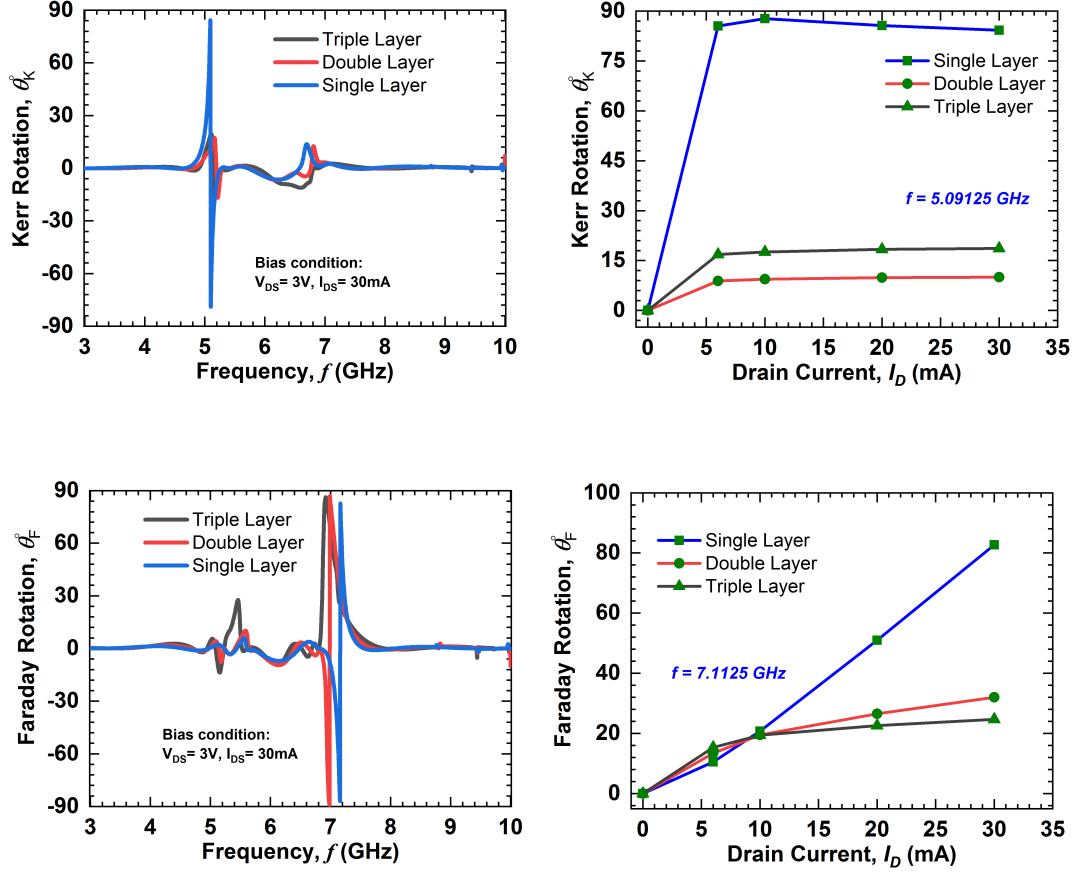 Kerr Rotation, θ°K
90
60
30
0
-30
-60
-90
Triple Layer
Double Layer
Single Layer
Bias condition:
VDS= 3V, IDS= 30mA
3 4 5 6 7 8 9 10
Frequency, f (GHz)
Kerr Rotation, θ°K
90
75
60
45
30
15
0
Single Layer
Double Layer
Triple Layer
f = 5.09125 GHz
0 5 10 15 20 25 30 35
Drain Current, ID (mA)
Faraday Rotation, θ°F
90
60
30
0
-30
-60
-90
Triple Layer
Double Layer
Single Layer
Bias condition:
VDS= 3V, IDS= 30mA
3 4 5 6 7 8 9 10
Frequency, f (GHz)
Faraday Rotation, θ°F
100
80
60
40
20
0
Single Layer
Double Layer
Triple Layer
f = 7.1125 GHz
0 5 10 15 20 25 30 35
Drain Current, ID (mA)